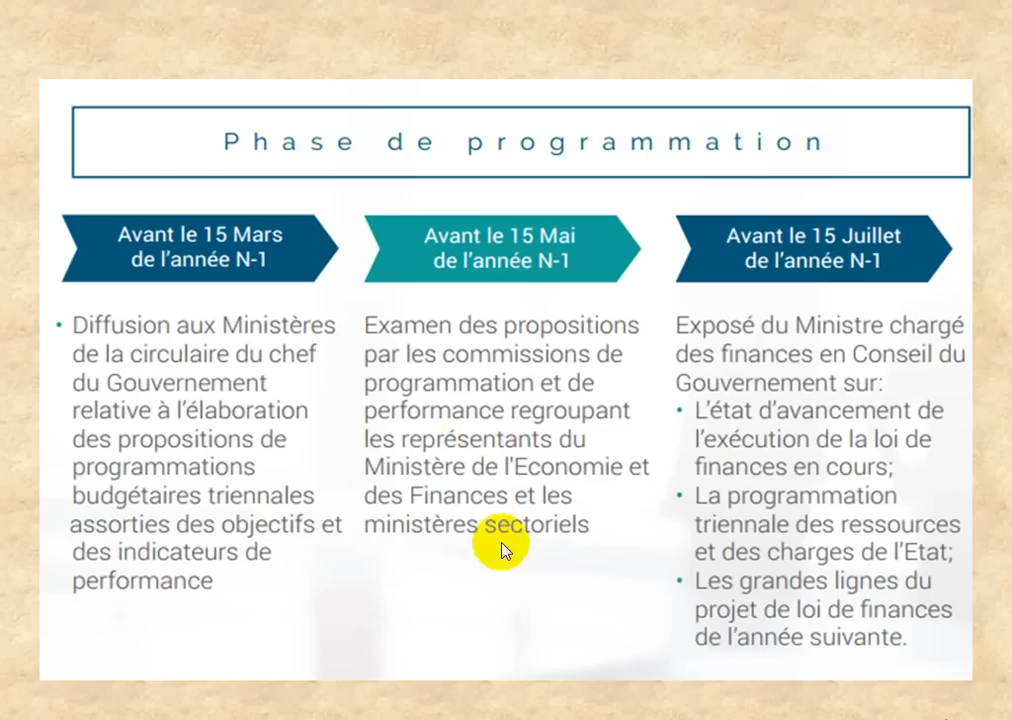 Phase de programmation
Avant le 15 Mars
de l'année N-1
• Diffusion aux Ministères
de la circulaire du chef
du Gouvernement
relative à l'élaboration
des propositions de
programmations
budgétaires triennales
assorties des objectifs et
des indicateurs de
performance
Avant le 15 Mai
de l'année N-1
Examen des propositions
par les commissions de
programmation et de
performance regroupant
les représentants du
Ministère de l'Economie et
des Finances et les
ministères sectoriels
Avant le 15 Juillet
de l'année N-1
Exposé du Ministre chargé
des finances en Conseil du
Gouvernement sur:
• L'état d'avancement de
l'exécution de la loi de
finances en cours;
• La programmation
triennale des ressources
et des charges de l'Etat;
• Les grandes lignes du
projet de loi de finances
de l'année suivante.